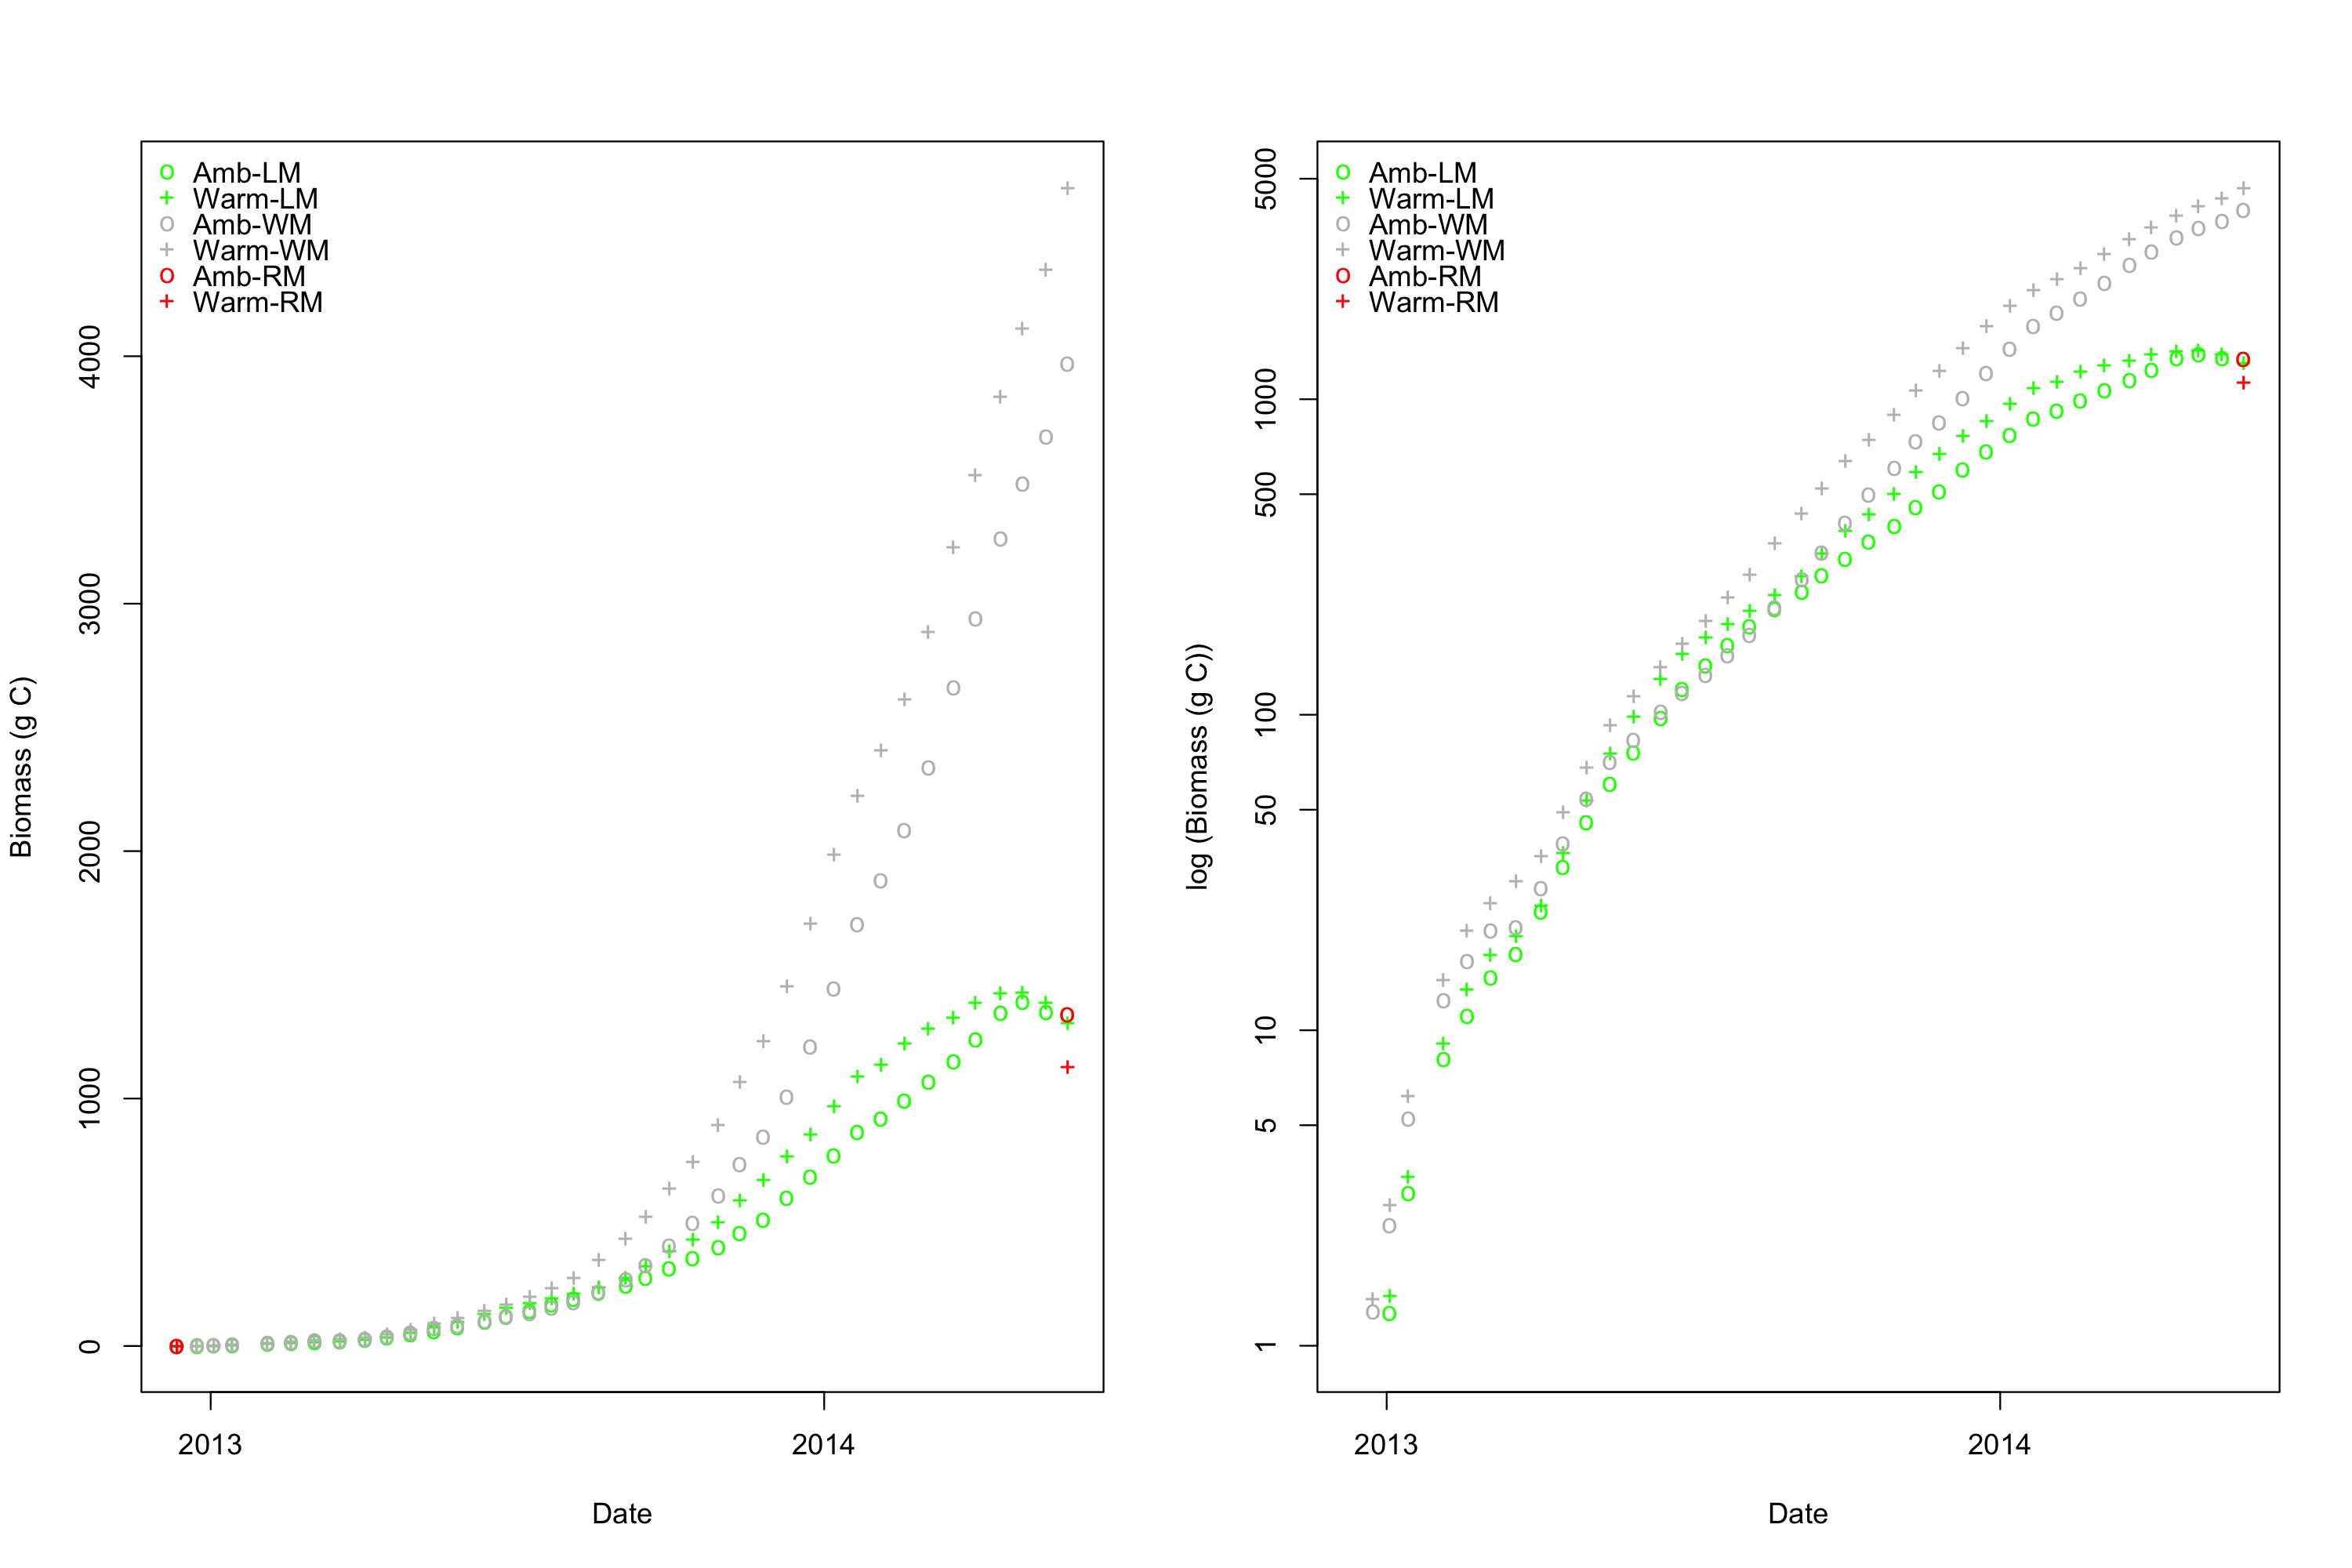 Amb-LM
Warm-LM
Amb-WM
Warm-WM
Amb-RM
Warm-RM
Biomass (g C)
0
1000
2000
3000
4000
2013
2014
Date
Amb-LM
Warm-LM
Amb-WM
Warm-WM
Amb-RM
Warm-RM
log (Biomass (g C))
1
5
10
50
100
500
1000
5000
2013
2014
Date